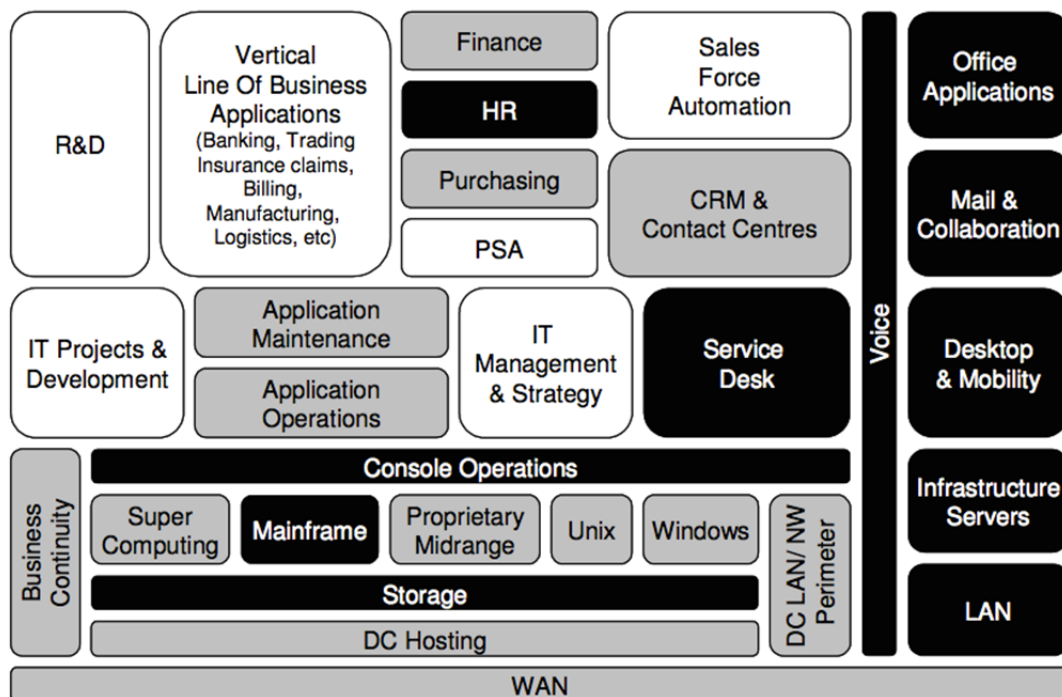 R&D
Vertical
Line Of Business
Applications
(Banking, Trading
Insurance claims,
Billing,
Manufacturing,
Logistics, etc)
Finance
HR
Purchasing
PSA
Sales
Force
Automation
CRM &
Contact Centres
Office
Applications
Mail &
Collaboration
IT Projects &
Development
Application
Maintenance
Application
Operations
IT
Management
& Strategy
Service
Desk
Voice
Desktop
& Mobility
Business
Continuity
Console Operations
Super
Computing
Mainframe
Proprietary
Midrange
Unix
Windows
Storage
DC Hosting
DC LAN/ NW
Perimeter
Infrastructure
Servers
LAN
WAN